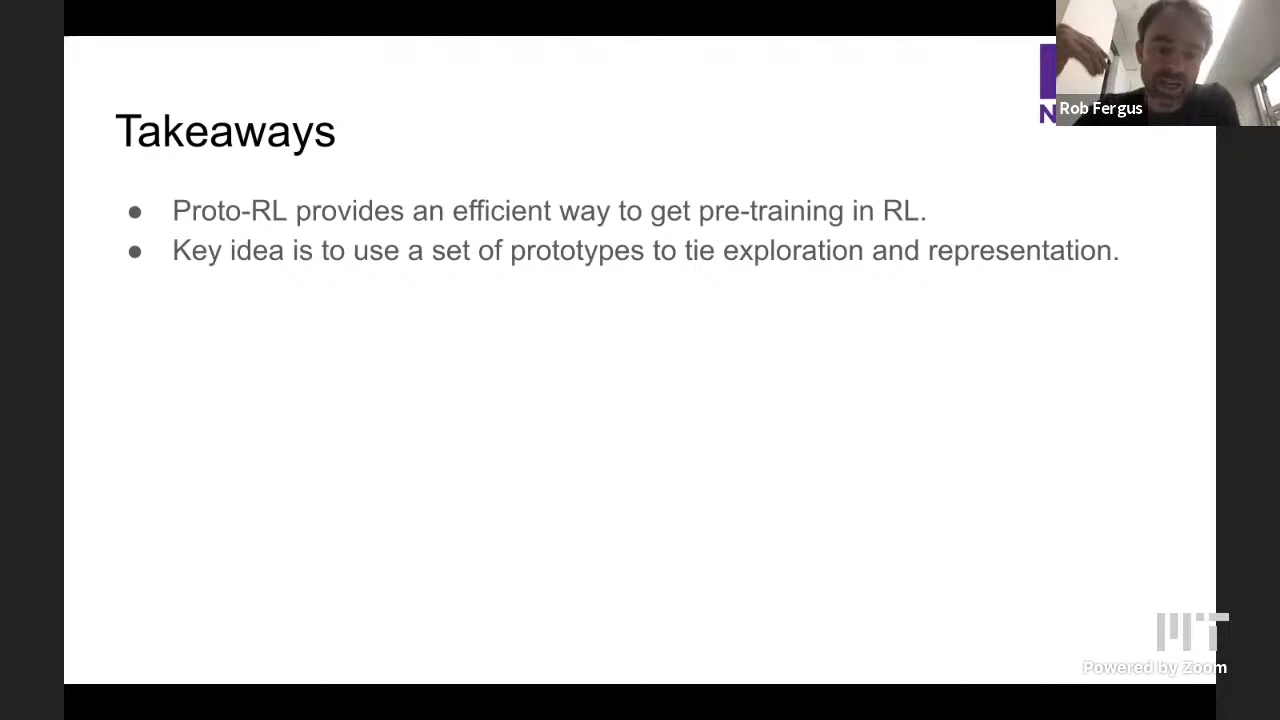 Rob Fergus
N
Takeaways
● Proto-RL provides an efficient way to get pre-training in RL.
● Key idea is to use a set of prototypes to tie exploration and representation.
MIT
Powered by Zoom